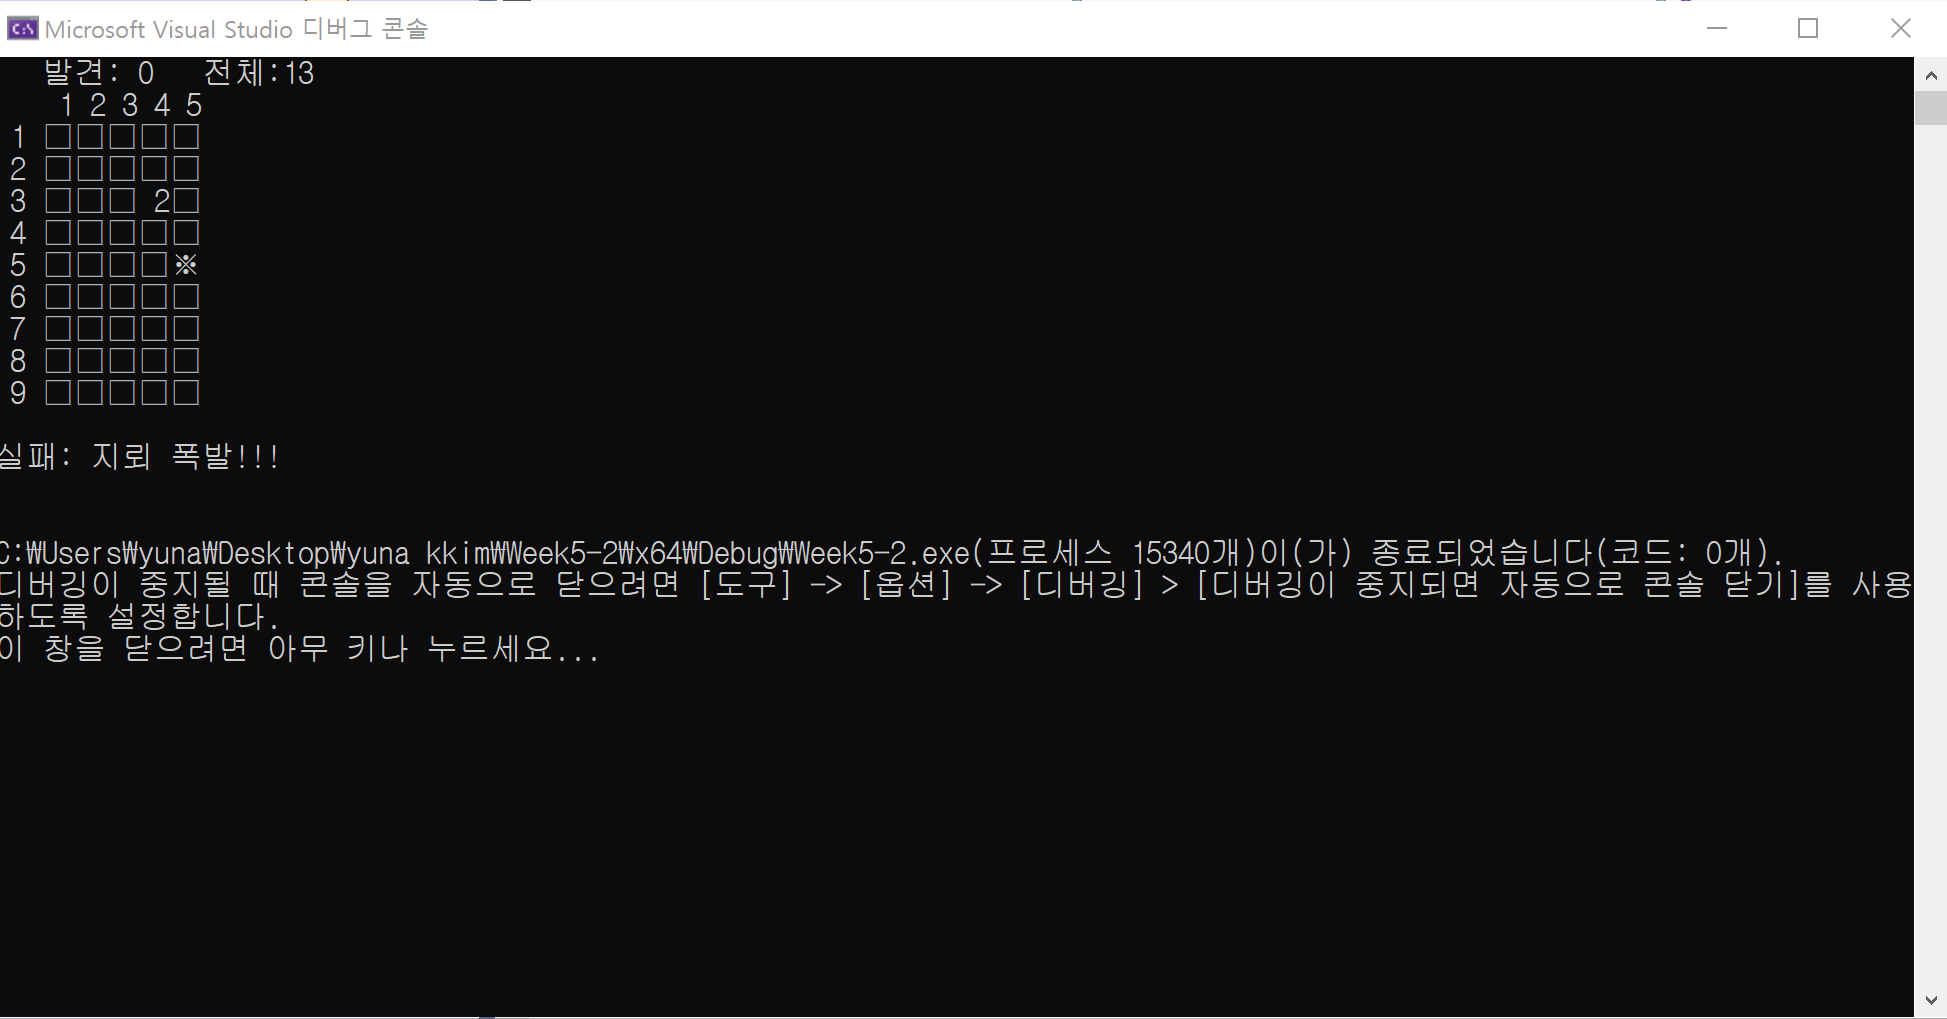 Microsoft Visual Studio 디버그 콘솔
발견: 0 전체:13
1 2 3 4 5
1 □□□□□
2 □□□□□
3 □□□ 2□
4 □□□□□
5 □□□□※
6 □□□□□
7 □□□□□
8 □□□□□
9 □□□□□
실패: 지뢰 폭발!!!
C:₩Users₩yuna₩Desktop₩yuna kkim₩Week5-2₩x64₩Debug₩Week5-2.exe(프로세스 15340개)이(가) 종료되었습니다(코드: 0개).
디버깅이 중지될 때 콘솔을 자동으로 닫으려면 [도구] -> [옵션] -> [디버깅] > [디버깅이 중지되면 자동으로 콘솔 닫기]를 사용
하도록 설정합니다.
이 창을 닫으려면 아무 키나 누르세요...